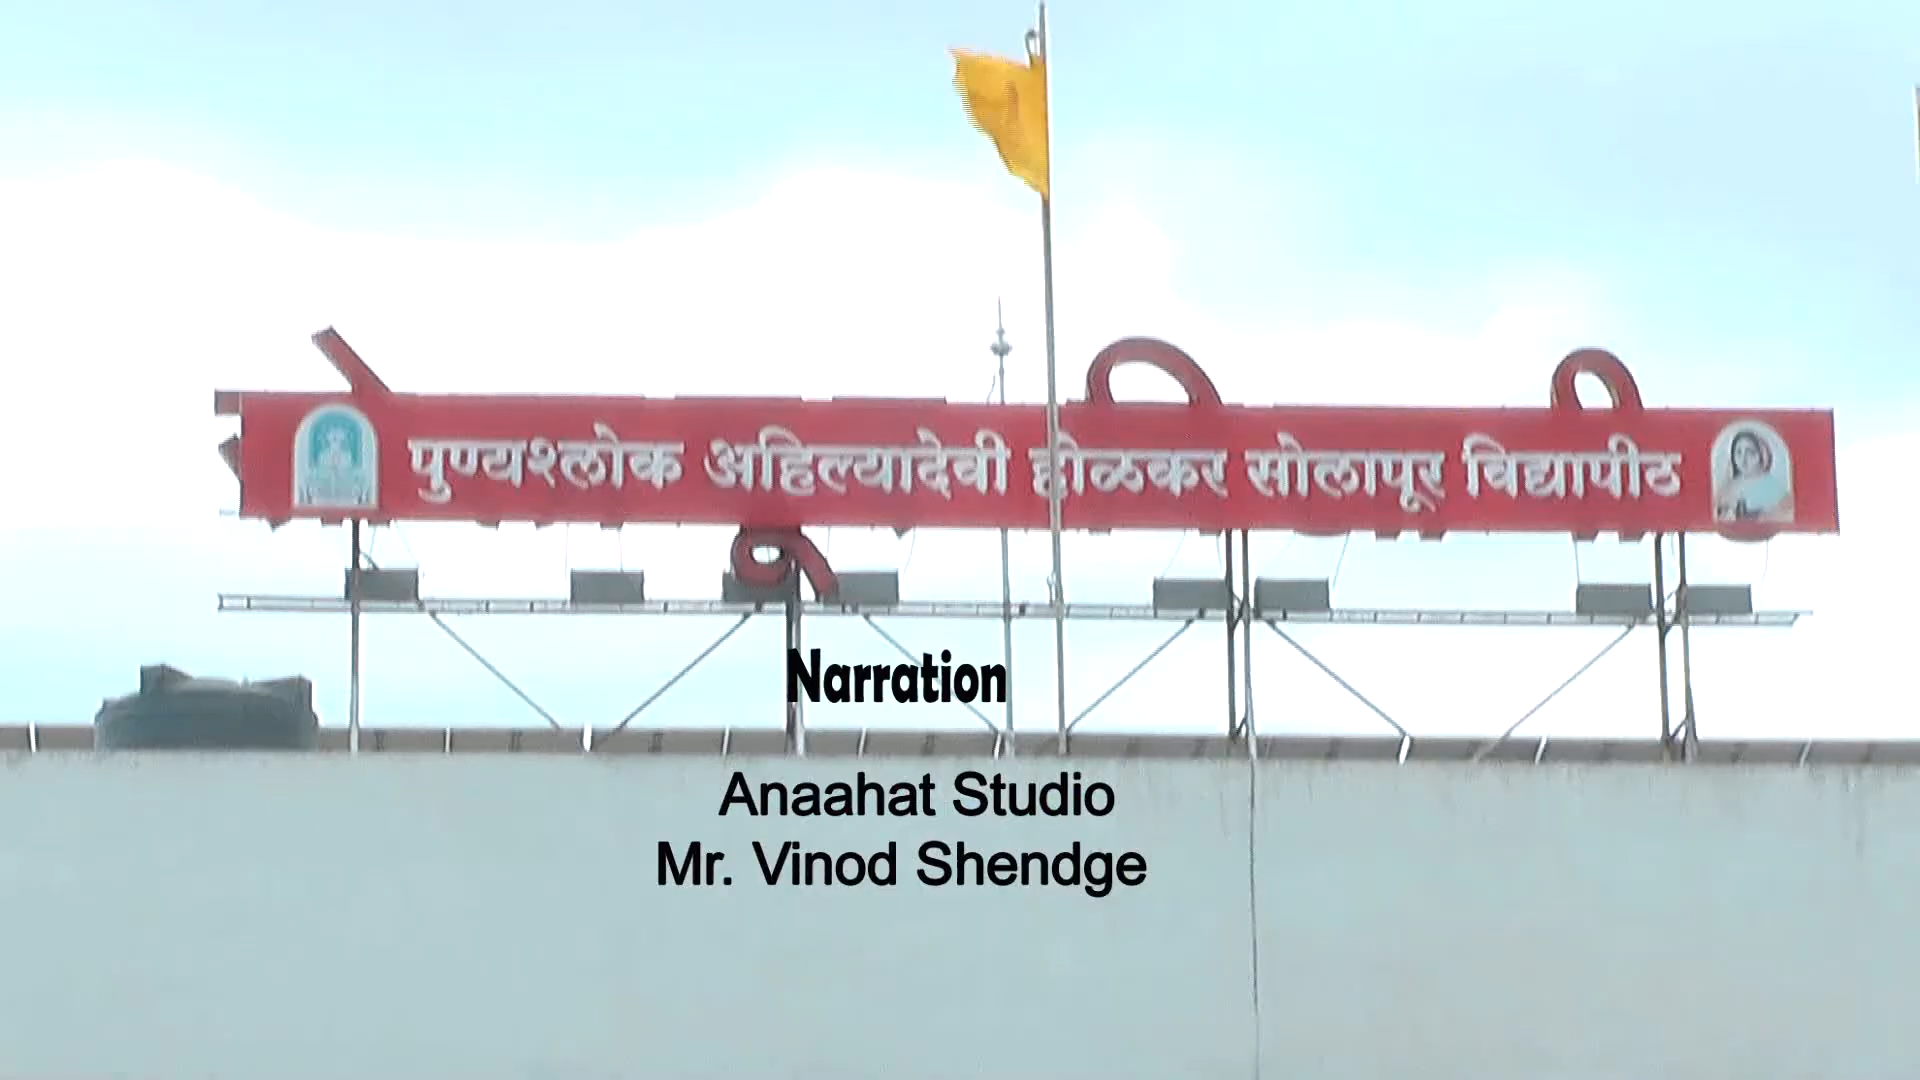 पुण्यश्लोक अहिल्यादेवी होळकर सोलापूर विद्यापीठ
Narration
Anaahat Studio
Mr. Vinod Shendge